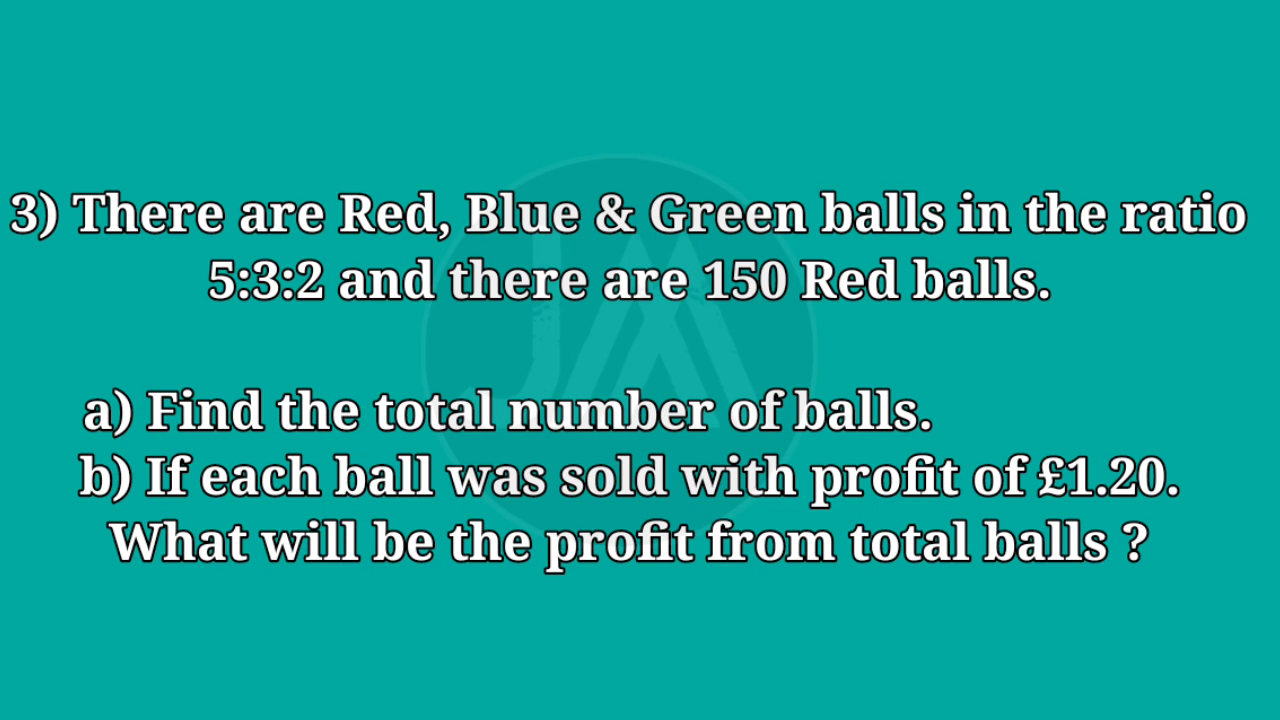 3) There are Red, Blue & Green balls in the ratio
5:3:2 and there are 150 Red balls.
a) Find the total number of balls.
b) If each ball was sold with profit of £1.20.
What will be the profit from total balls ?
JM